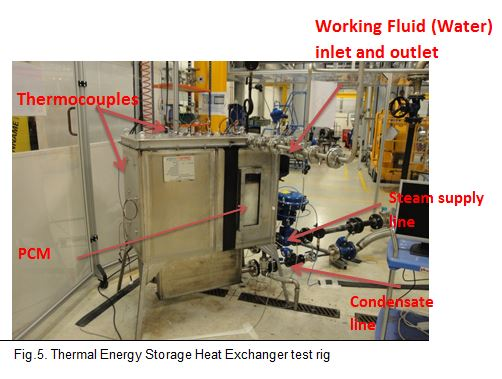 Working Fluid (Water)
inlet and outlet
Thermocouples
Steam supply
line
PCM
Condensate
line
Fig.5. Thermal Energy Storage Heat Exchanger test rig